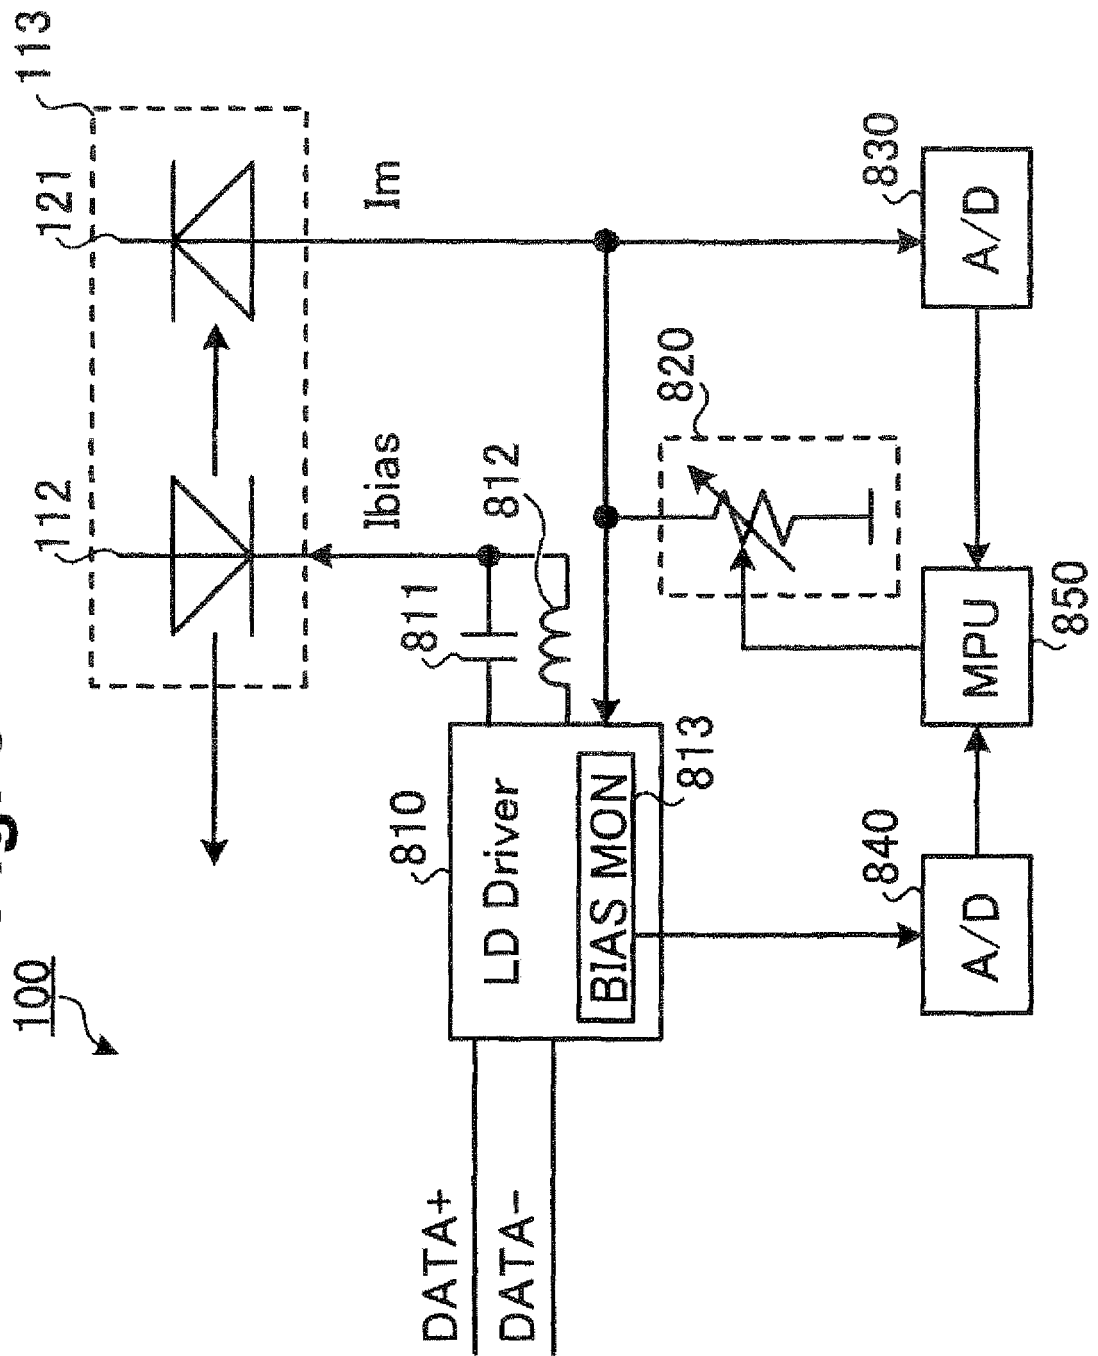 100
113
112
121
Ibias
Im
810
811
812
DATA+
DATA−
LD Driver
BIAS MON
813
820
840
A/D
MPU
850
830
A/D